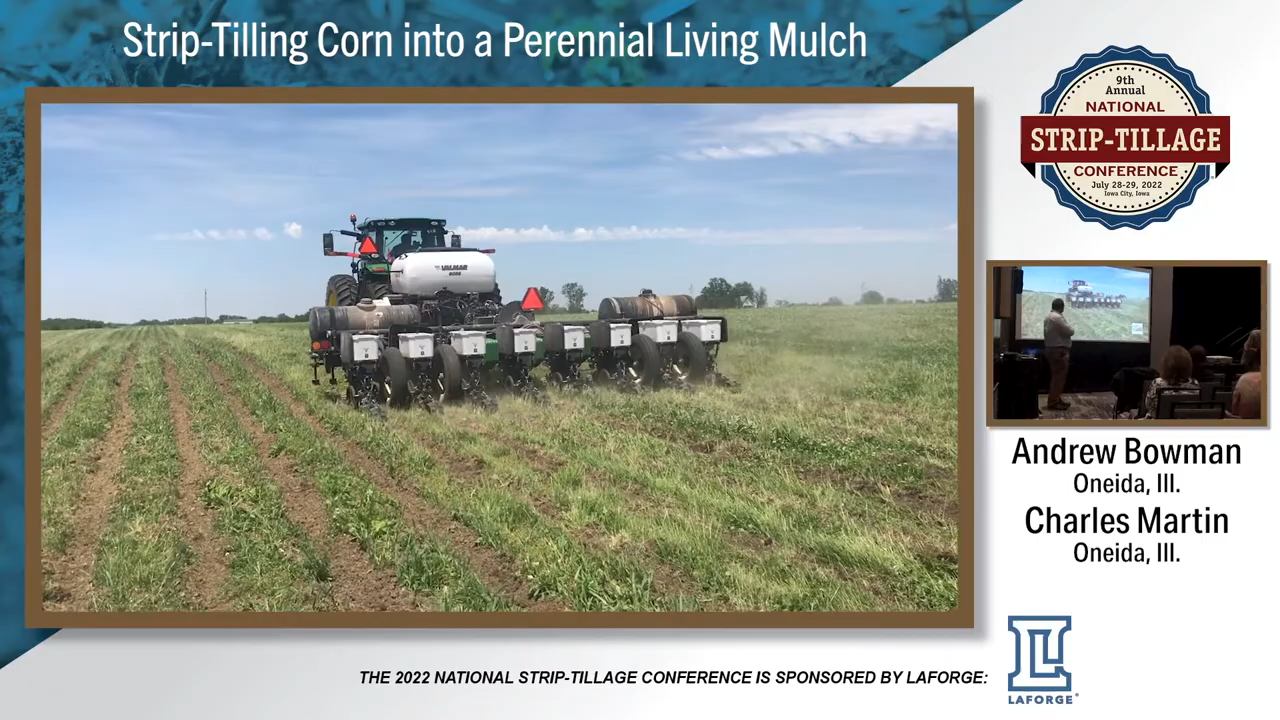 Strip-Tilling Corn into a Perennial Living Mulch
9th
Annual
NATIONAL
STRIP-TILLAGE
CONFERENCE
July 28-29, 2022
Iowa City, Iowa
VALMAR
Andrew Bowman
Oneida, Ill.
Charles Martin
Oneida, Ill.
THE 2022 NATIONAL STRIP-TILLAGE CONFERENCE IS SPONSORED BY LAFORGE:
LAFORGE®